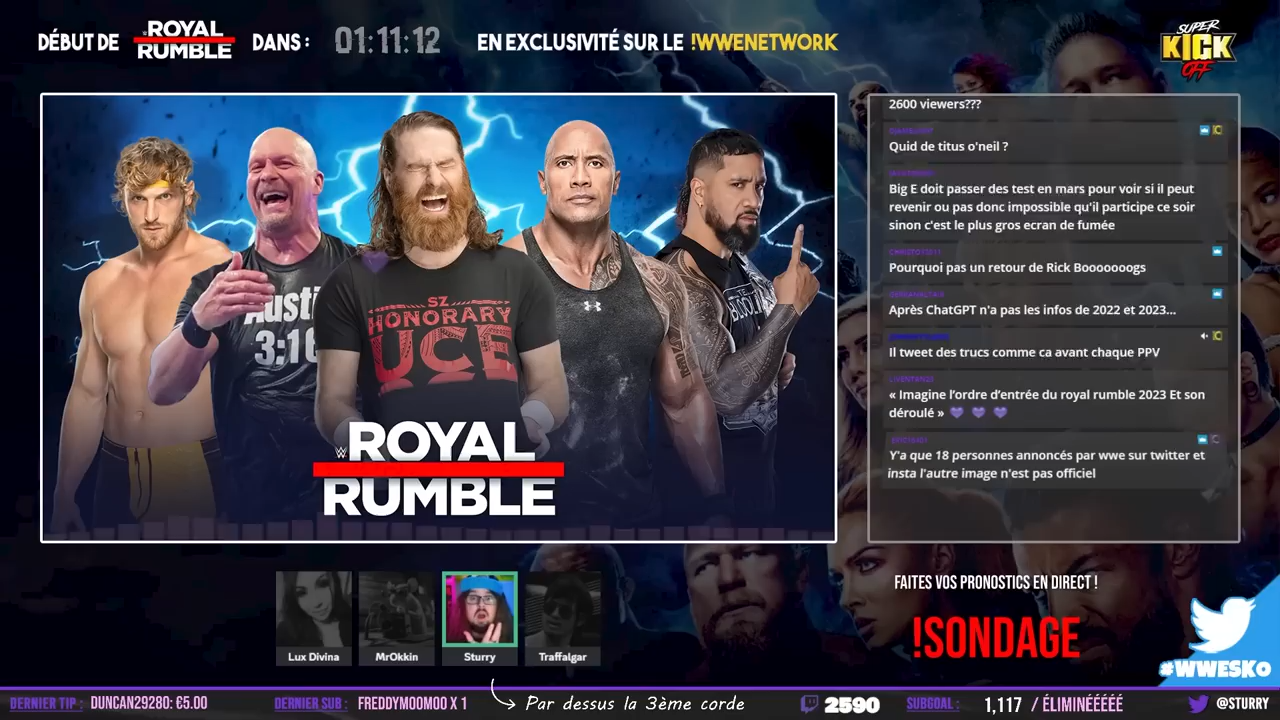 DÉBUT DE ROYAL RUMBLE DANS : 01:11:12 EN EXCLUSIVITÉ SUR LE !WWENETWORK
SUPER KICK OFF
2600 viewers???
Quid de titus o'neil ?
Big E doit passer des test en mars pour voir si il peut
revenir ou pas donc impossible qu'il participe ce soir
sinon c'est le plus gros ecran de fumée
Pourquoi pas un retour de Rick Booooooogs
Après ChatGPT n'a pas les infos de 2022 et 2023...
Il tweet des trucs comme ca avant chaque PPV
« Imagine l'ordre d'entrée du royal rumble 2023 Et son
déroulé »
Y'a que 18 personnes annoncés par wwe sur twitter et
insta l'autre image n'est pas officiel
Austi
3:16
SZ
HONORARY
UCE
ROYAL
RUMBLE
FAITES VOS PRONOSTICS EN DIRECT !
!SONDAGE
#WWESKO
Lux Divina
MrOkkin
Sturry
Traffalgar
DERNIER TIP : DUNCAN29280: €5.00
DERNIER SUB : FREDDYMOOMOO X 1
Par dessus la 3ème corde
2590
SUBGOAL : 1,117 / ÉLIMINÉÉÉÉÉ
@STURRY